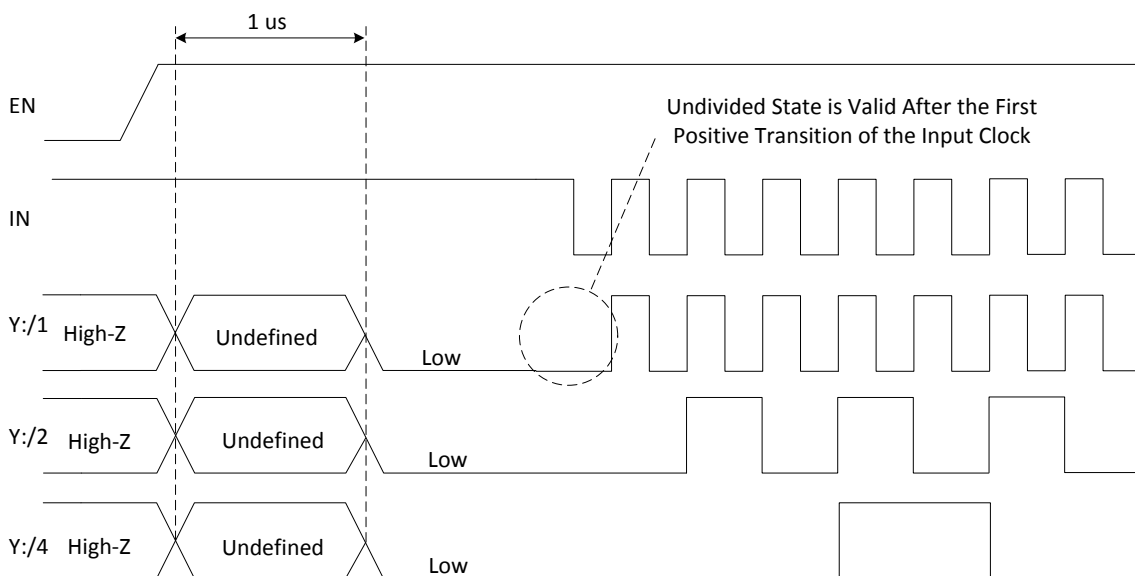 1 us
EN
Undivided State is Valid After the First
Positive Transition of the Input Clock
IN
Y:/1 High-Z Undefined Low
Y:/2 High-Z Undefined Low
Y:/4 High-Z Undefined Low